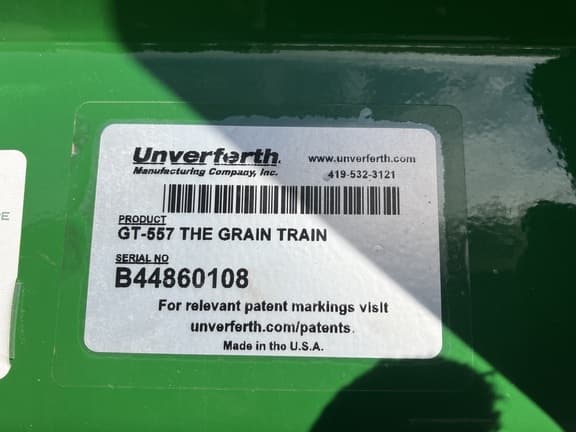 Unverferth
Manufacturing Company, Inc.
www.unverferth.com
419-532-3121
PRODUCT
GT-557 THE GRAIN TRAIN
SERIAL NO
B44860108
For relevant patent markings visit
unverferth.com/patents.
Made in the U.S.A.